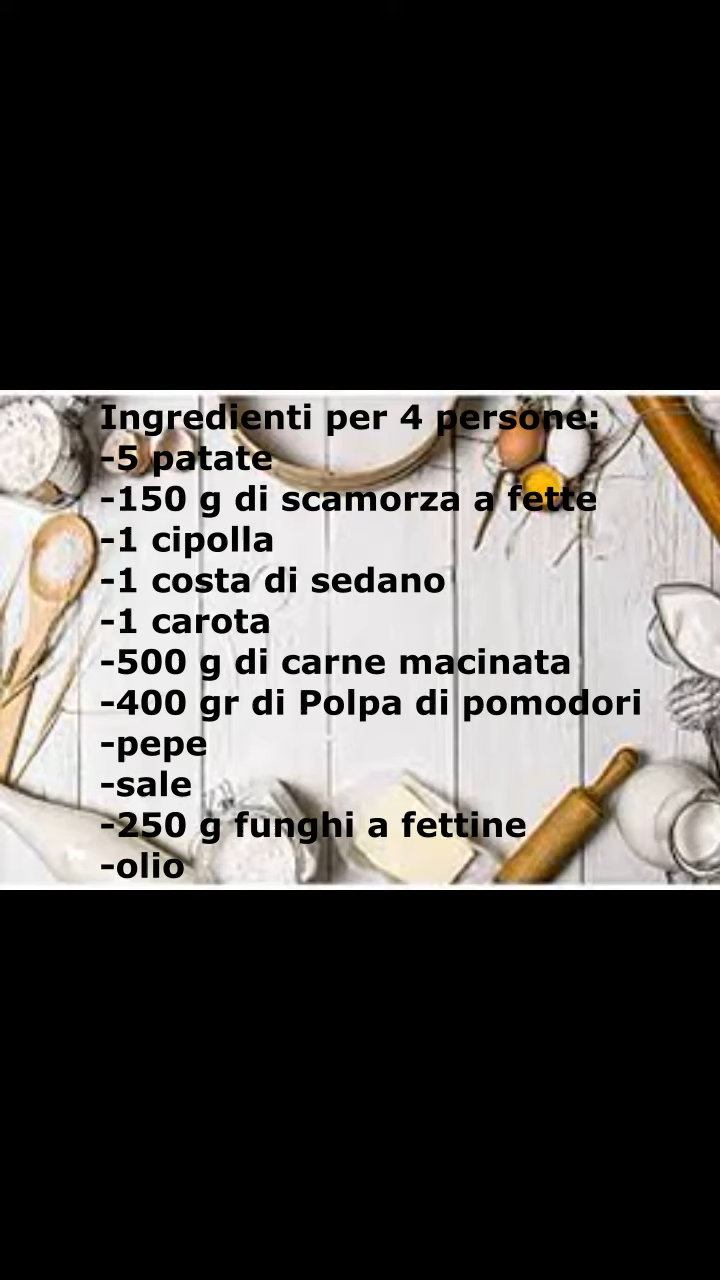 Ingredienti per 4 persone:
-5 patate
-150 g di scamorza a fette
-1 cipolla
-1 costa di sedano
-1 carota
-500 g di carne macinata
-400 gr di Polpa di pomodori
-pepe
-sale
-250 g funghi a fettine
-olio